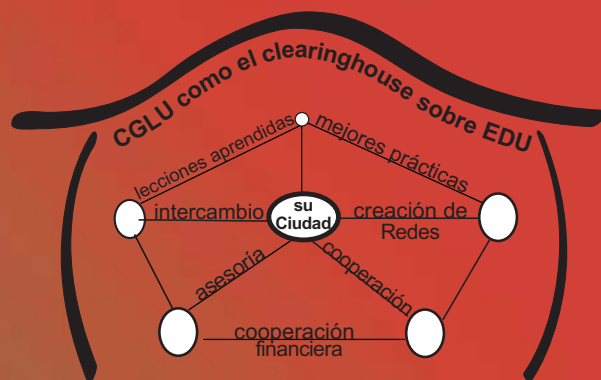 CGLU como el clearinghouse sobre EDU
lecciones aprendidas
mejores prácticas
intercambio
su
Ciudad
creación de
Redes
asesoría
cooperación
cooperación
financiera